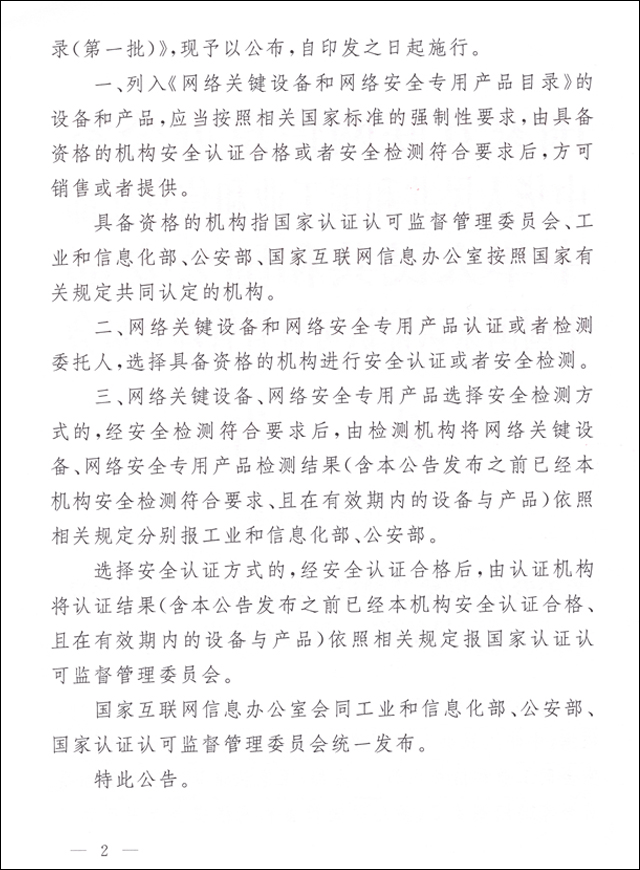 录(第一批)》,现予以公布,自印发之日起施行。
一、列入《网络关键设备和网络安全专用产品目录》的
设备和产品,应当按照相关国家标准的强制性要求,由具备
资格的机构安全认证合格或者安全检测符合要求后,方可
销售或者提供。
具备资格的机构指国家认证认可监督管理委员会、工
业和信息化部、公安部、国家互联网信息办公室按照国家有
关规定共同认定的机构。
二、网络关键设备和网络安全专用产品认证或者检测
委托人,选择具备资格的机构进行安全认证或者安全检测。
三、网络关键设备、网络安全专用产品选择安全检测方
式的,经安全检测符合要求后,由检测机构将网络关键设
备、网络安全专用产品检测结果(含本公告发布之前已经本
机构安全检测符合要求、且在有效期内的设备与产品)依照
相关规定分别报工业和信息化部、公安部。
选择安全认证方式的,经安全认证合格后,由认证机构
将认证结果(含本公告发布之前已经本机构安全认证合格、
且在有效期内的设备与产品)依照相关规定报国家认证认
可监督管理委员会。
国家互联网信息办公室会同工业和信息化部、公安部、
国家认证认可监督管理委员会统一发布。
特此公告。
— 2 —